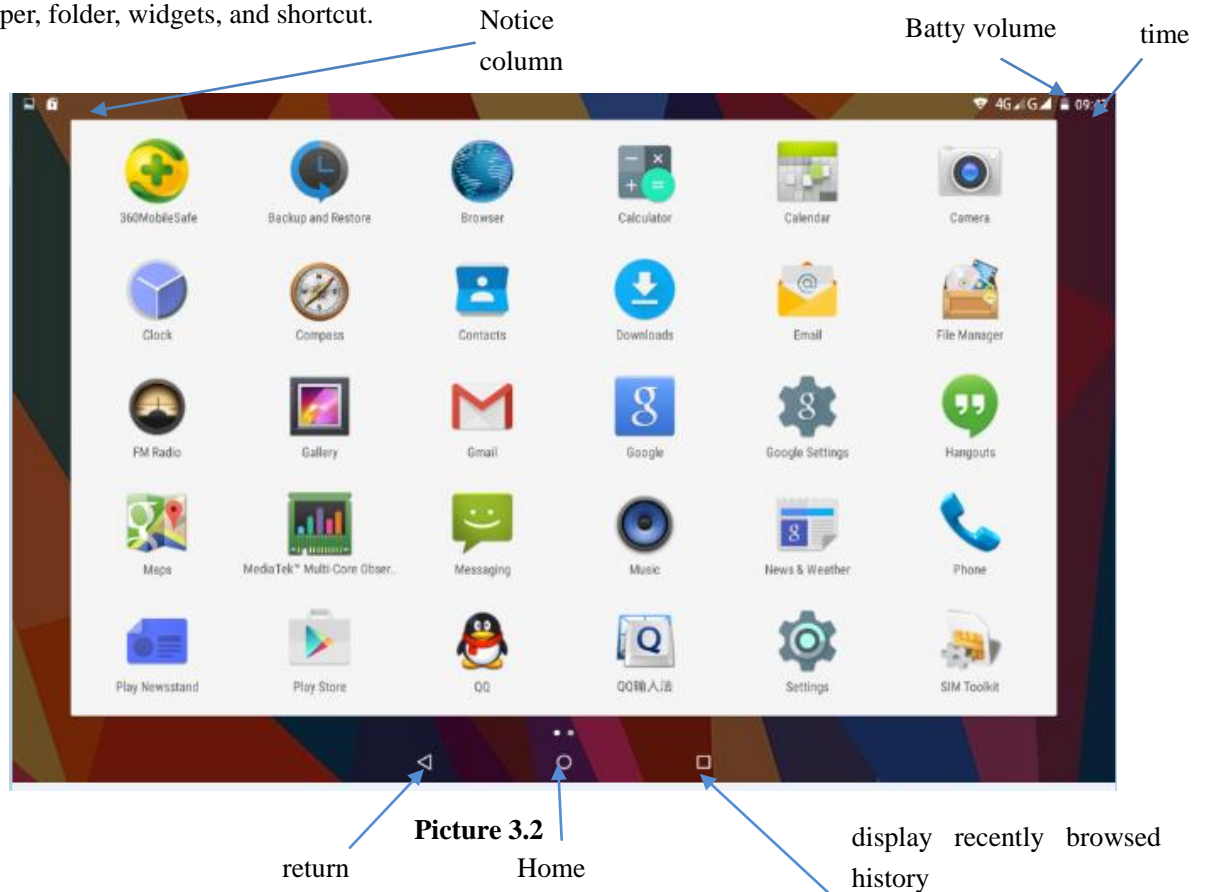 per, folder, widgets, and shortcut.
Notice
column
Batty volume
time
4G G
360MobileSafe Backup and Restore Browser Calculator Calendar Camera
Clock Compass Contacts Downloads Email File Manager
FM Radio Gallery Gmail Google Google Settings Hangouts
Maps MediaTek™ Multi-Core Obser.. Messaging Music News & Weather Phone
Play Newsstand Play Store QQ QQ输入法 Settings SIM Toolkit
Picture 3.2
return
Home
display recently browsed
history